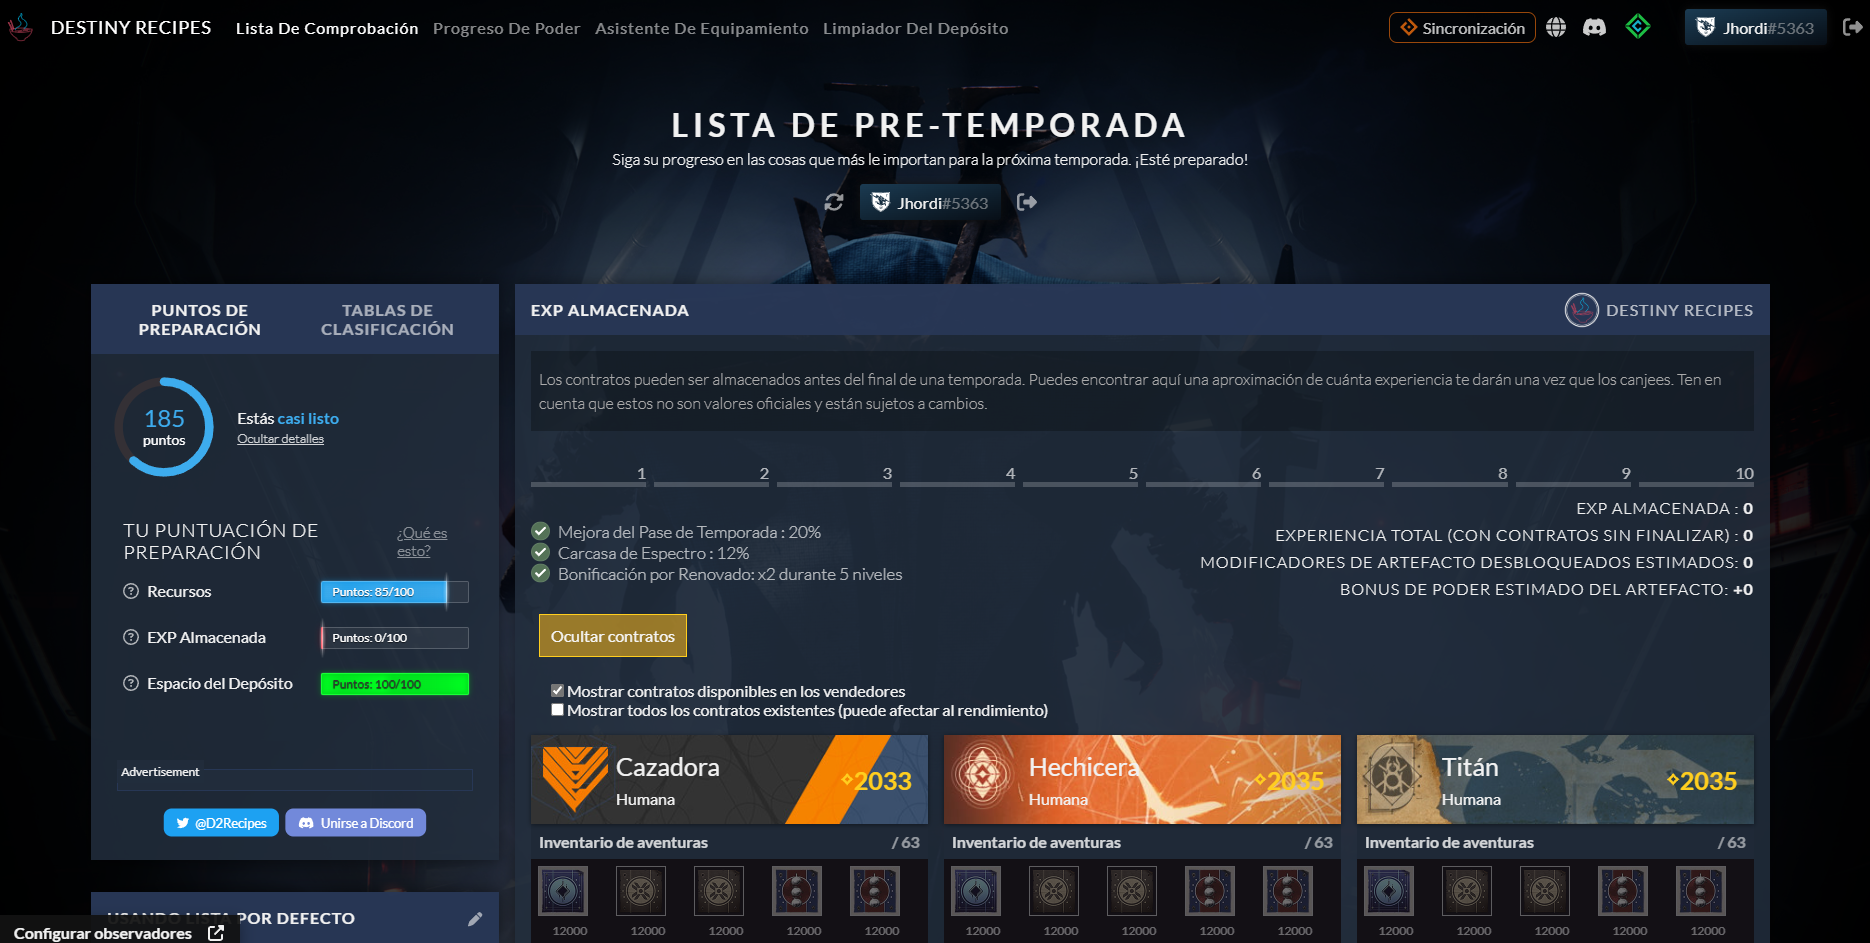 DESTINY RECIPES
Lista De Comprobación
Progreso De Poder
Asistente De Equipamiento
Limpiador Del Depósito
Sincronización
Jhordi#5363
LISTA DE PRE-TEMPORADA
Siga su progreso en las cosas que más le importan para la próxima temporada. ¡Esté preparado!
Jhordi#5363
PUNTOS DE
PREPARACIÓN
TABLAS DE
CLASIFICACIÓN
185
puntos
Estás casi listo
Ocultar detalles
TU PUNTUACIÓN DE
PREPARACIÓN
¿Qué es
esto?
Recursos
Puntos: 85/100
EXP Almacenada
Puntos: 0/100
Espacio del Depósito
Puntos: 100/100
Advertisement
@D2Recipes
Unirse a Discord
USANDO LISTA POR DEFECTO
Configurar observadores
EXP ALMACENADA
DESTINY RECIPES
Los contratos pueden ser almacenados antes del final de una temporada. Puedes encontrar aquí una aproximación de cuánta experiencia te darán una vez que los canjees. Ten en
cuenta que estos no son valores oficiales y están sujetos a cambios.
1 2 3 4 5 6 7 8 9 10
EXP ALMACENADA : 0
EXPERIENCIA TOTAL (CON CONTRATOS SIN FINALIZAR) : 0
MODIFICADORES DE ARTEFACTO DESBLOQUEADOS ESTIMADOS: 0
BONUS DE PODER ESTIMADO DEL ARTEFACTO: +0
Mejora del Pase de Temporada : 20%
Carcasa de Espectro : 12%
Bonificación por Renovado: x2 durante 5 niveles
Ocultar contratos
Mostrar contratos disponibles en los vendedores
Mostrar todos los contratos existentes (puede afectar al rendimiento)
Cazadora
Humana
2033
Inventario de aventuras / 63
12000 12000 12000 12000 12000
Hechicera
Humana
2035
Inventario de aventuras / 63
12000 12000 12000 12000 12000
Titán
Humana
2035
Inventario de aventuras / 63
12000 12000 12000 12000 12000